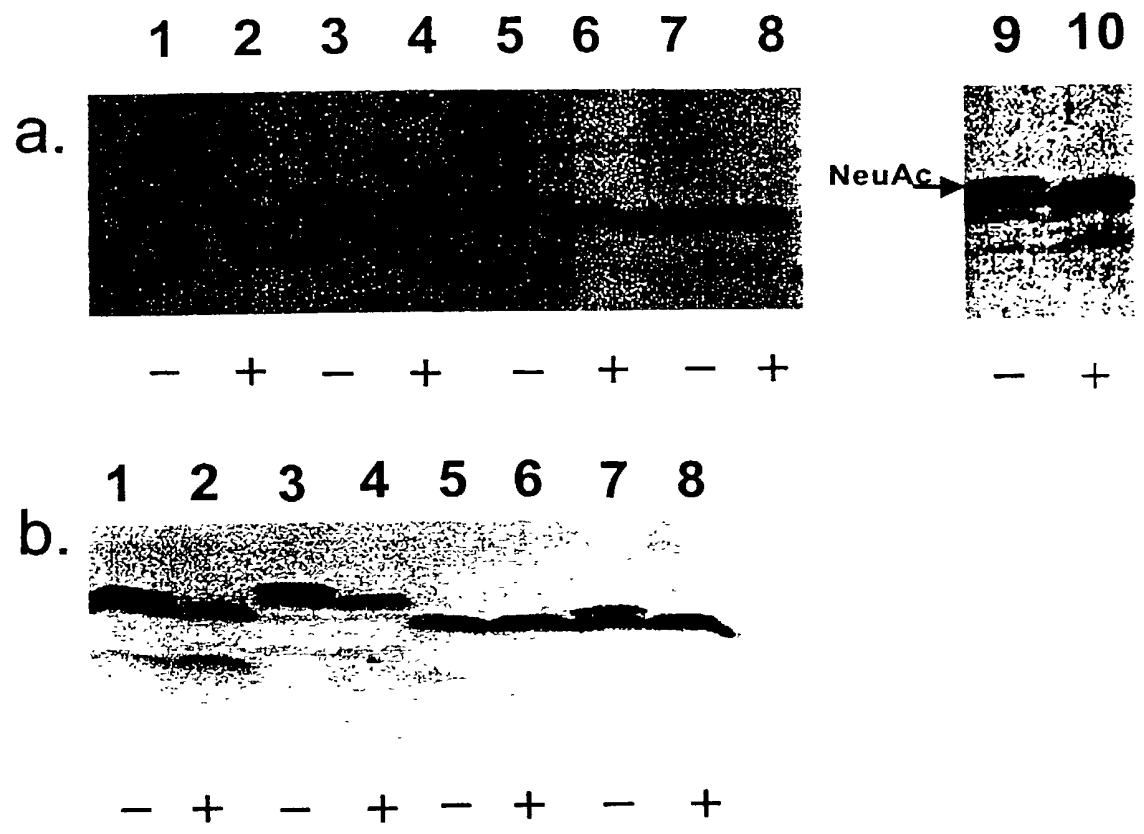 1 2 3 4 5 6 7 8 9 10
a.
NeuAc
− + − + − + − + − +
1 2 3 4 5 6 7 8
b.
− + − + − + − +